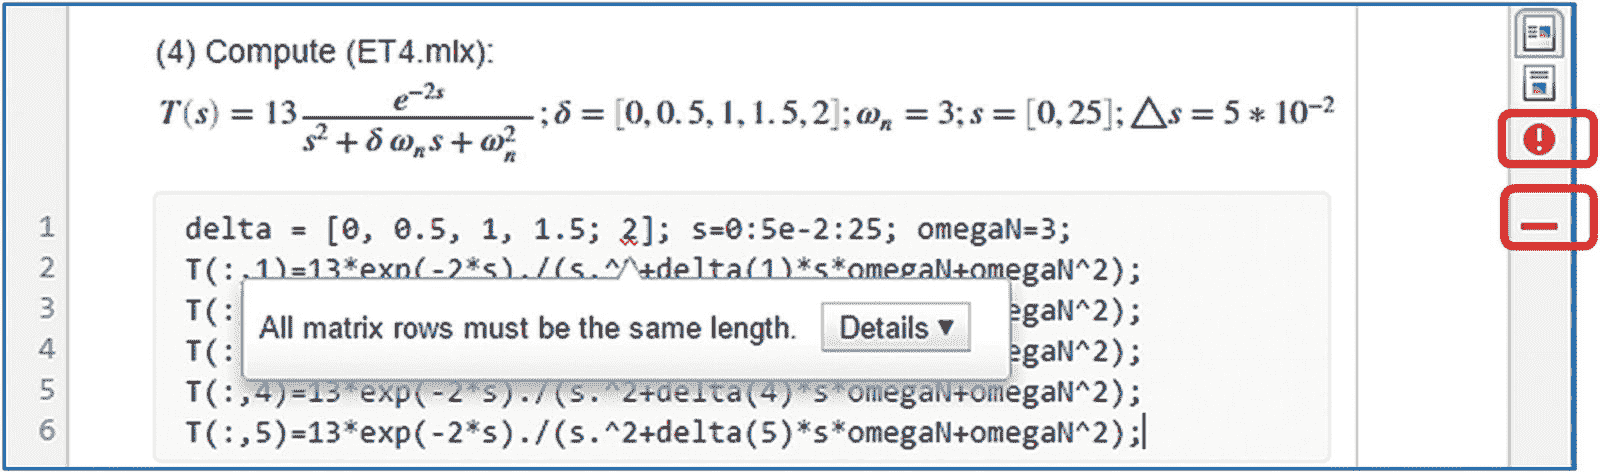 (4) Compute (ET4.mlx):
T(s) = 13 e^{-2s} / (s^2 + δ ω_n s + ω_n^2) ; δ = [0, 0.5, 1, 1.5, 2]; ω_n = 3; s = [0, 25]; △s = 5 * 10^{-2}
1 delta = [0, 0.5, 1, 1.5; 2]; s=0:5e-2:25; omegaN=3;
2 T(:,1)=13*exp(-2*s)./(s.^ +delta(1)*s*omegaN+omegaN^2);
3 T(: egaN^2);
All matrix rows must be the same length. Details ▼
4 T(: egaN^2);
5 T(:,4)=13*exp(-2*s)./(s.^2+delta(4)*s*omegaN+omegaN^2);
6 T(:,5)=13*exp(-2*s)./(s.^2+delta(5)*s*omegaN+omegaN^2);